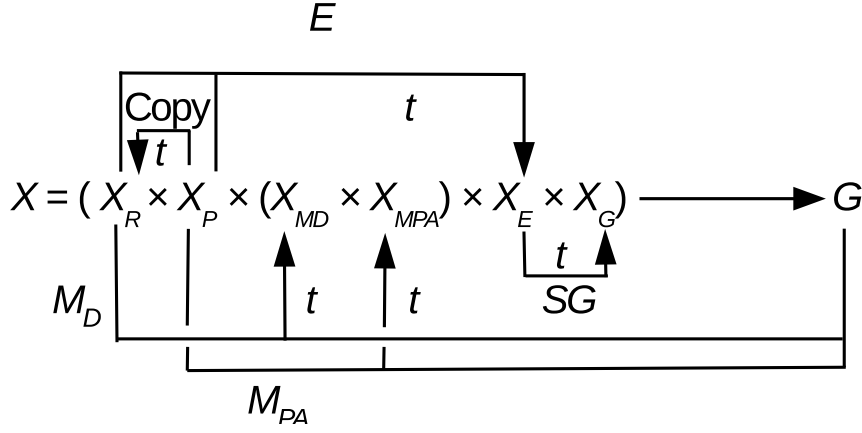 E
Copy
t
t
X = ( X_R × X_P × (X_MD × X_MPA) × X_E × X_G) G
t
M_D
t
t
SG
M_PA